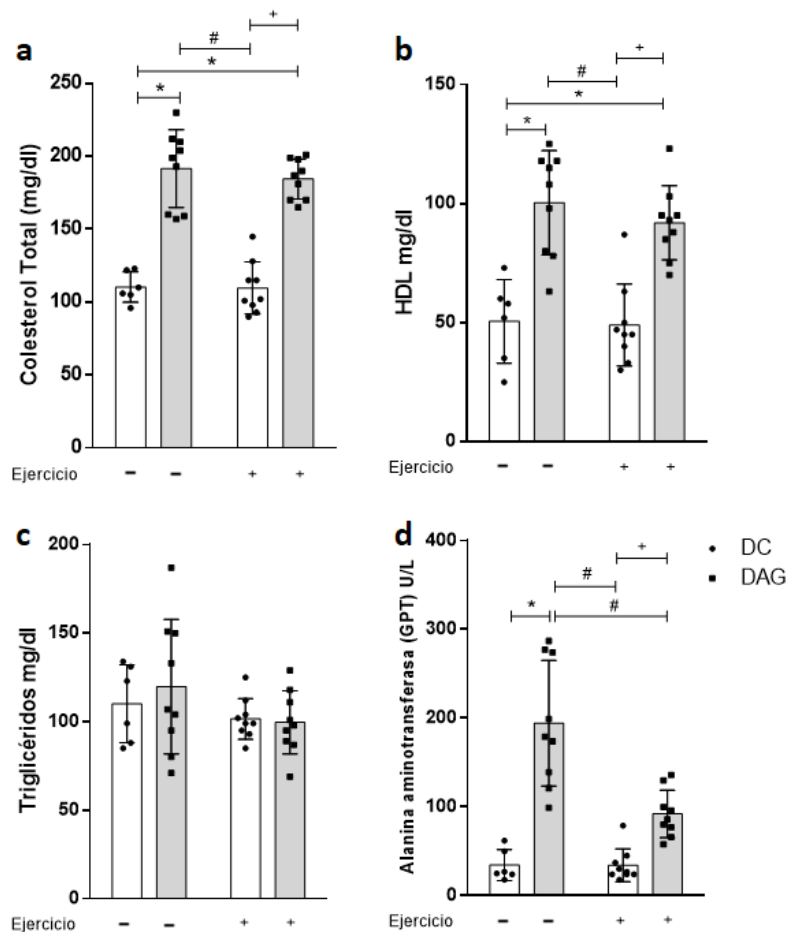 a
#
+
*
*
Colesterol Total (mg/dl)
250
200
150
100
50
0
Ejercicio − − + +
b
#
+
*
*
HDL mg/dl
150
100
50
0
Ejercicio − − + +
c
Triglicéridos mg/dl
200
150
100
50
0
Ejercicio − − + +
d
Alanina aminotransferasa (GPT) U/L
400
300
200
100
0
+
#
*
#
Ejercicio − − + +
DC
DAG